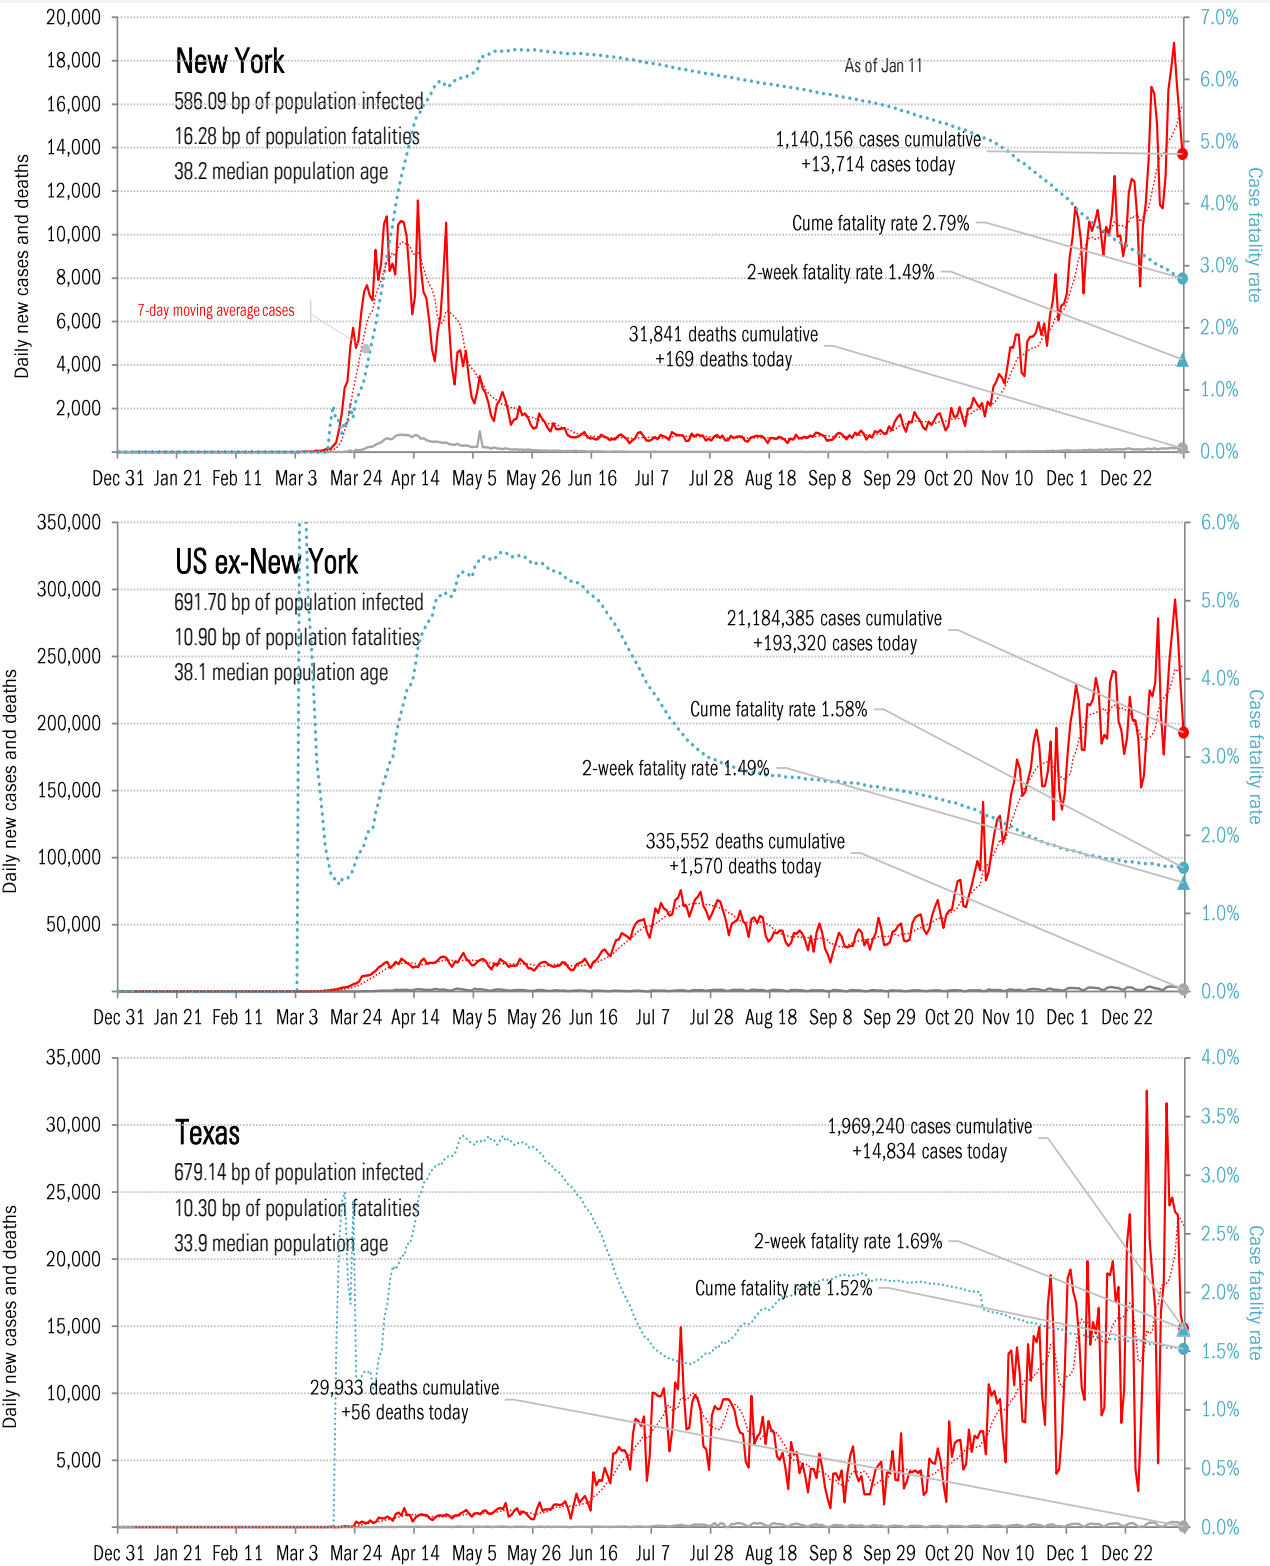 20,000
18,000
16,000
14,000
12,000
10,000
8,000
6,000
4,000
2,000
Daily new cases and deaths
New York
586.09 bp of population infected
16.28 bp of population fatalities
38.2 median population age
As of Jan 11
1,140,156 cases cumulative
+13,714 cases today
Cume fatality rate 2.79%
2-week fatality rate 1.49%
7-day moving average cases
31,841 deaths cumulative
+169 deaths today
7.0%
6.0%
5.0%
4.0%
3.0%
2.0%
1.0%
0.0%
Case fatality rate
Dec 31 Jan 21 Feb 11 Mar 3 Mar 24 Apr 14 May 5 May 26 Jun 16 Jul 7 Jul 28 Aug 18 Sep 8 Sep 29 Oct 20 Nov 10 Dec 1 Dec 22
350,000
300,000
250,000
200,000
150,000
100,000
50,000
Daily new cases and deaths
US ex-New York
691.70 bp of population infected
10.90 bp of population fatalities
38.1 median population age
21,184,385 cases cumulative
+193,320 cases today
Cume fatality rate 1.58%
2-week fatality rate 1.49%
335,552 deaths cumulative
+1,570 deaths today
6.0%
5.0%
4.0%
3.0%
2.0%
1.0%
0.0%
Case fatality rate
Dec 31 Jan 21 Feb 11 Mar 3 Mar 24 Apr 14 May 5 May 26 Jun 16 Jul 7 Jul 28 Aug 18 Sep 8 Sep 29 Oct 20 Nov 10 Dec 1 Dec 22
35,000
30,000
25,000
20,000
15,000
10,000
5,000
Daily new cases and deaths
Texas
679.14 bp of population infected
10.30 bp of population fatalities
33.9 median population age
1,969,240 cases cumulative
+14,834 cases today
2-week fatality rate 1.69%
Cume fatality rate 1.52%
29,933 deaths cumulative
+56 deaths today
4.0%
3.5%
3.0%
2.5%
2.0%
1.5%
1.0%
0.5%
0.0%
Case fatality rate
Dec 31 Jan 21 Feb 11 Mar 3 Mar 24 Apr 14 May 5 May 26 Jun 16 Jul 7 Jul 28 Aug 18 Sep 8 Sep 29 Oct 20 Nov 10 Dec 1 Dec 22